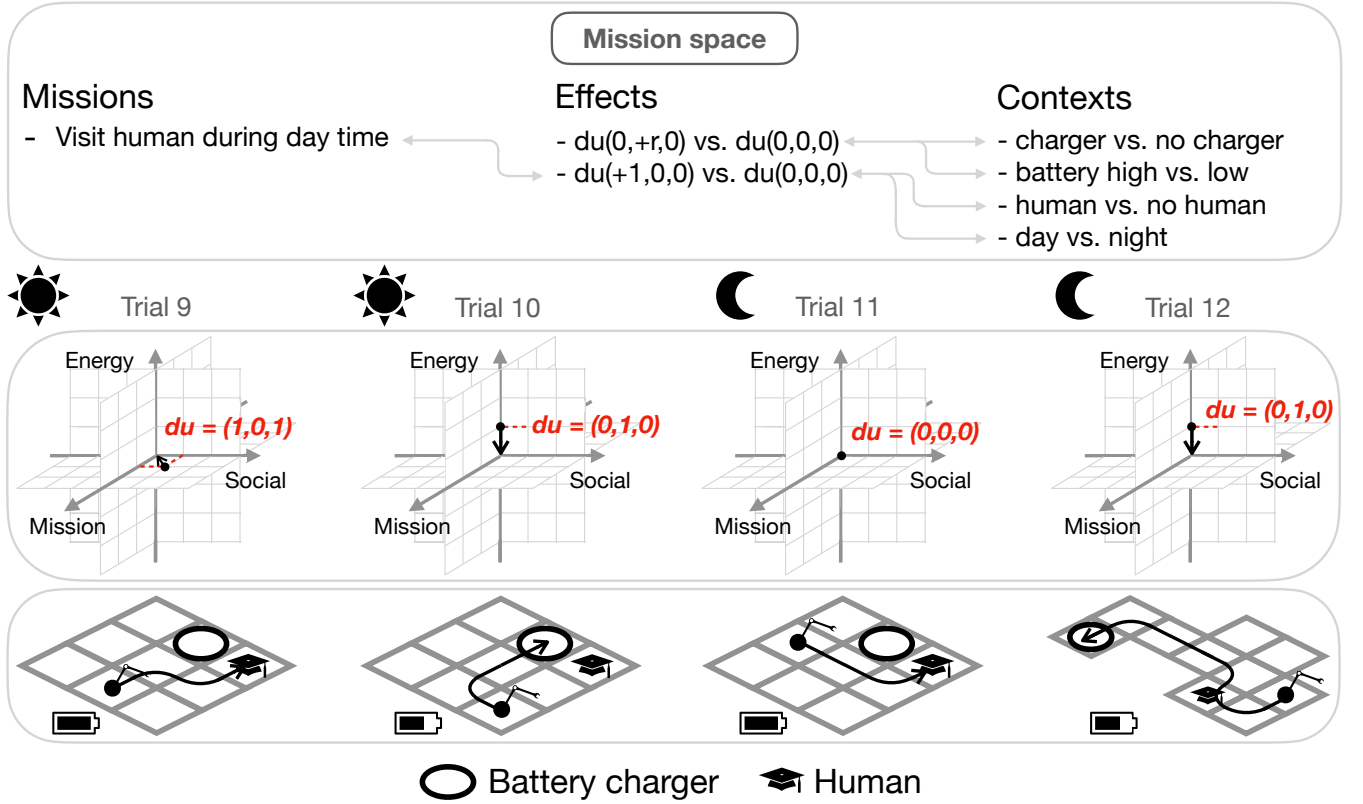 Mission space
Missions
- Visit human during day time
Effects
- du(0,+r,0) vs. du(0,0,0)
- du(+1,0,0) vs. du(0,0,0)
Contexts
- charger vs. no charger
- battery high vs. low
- human vs. no human
- day vs. night
Trial 9
Trial 10
Trial 11
Trial 12
Energy
du = (1,0,1)
Social
Mission
Energy
du = (0,1,0)
Social
Mission
Energy
du = (0,0,0)
Social
Mission
Energy
du = (0,1,0)
Social
Mission
Battery charger
Human